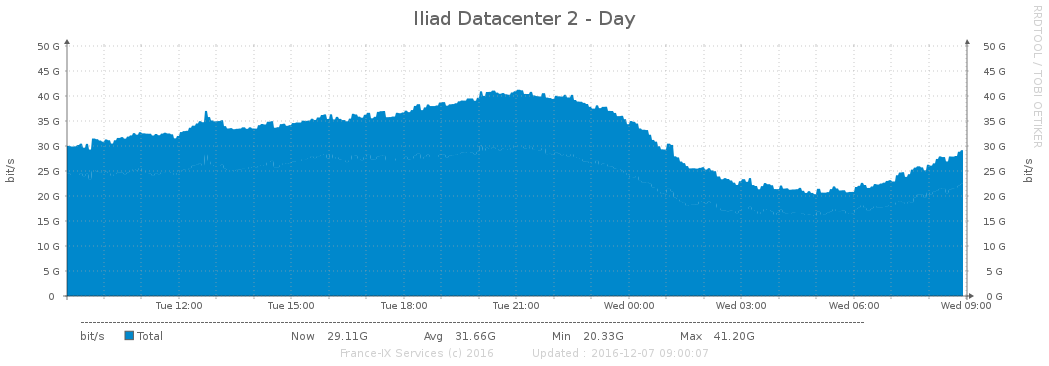 Iliad Datacenter 2 - Day
RRDTOOL / TOBI OETIKER
50 G 50 G
45 G 45 G
40 G 40 G
35 G 35 G
30 G 30 G
25 G 25 G
20 G 20 G
15 G 15 G
10 G 10 G
5 G 5 G
0 0 G
bit/s bit/s
Tue 12:00 Tue 15:00 Tue 18:00 Tue 21:00 Wed 00:00 Wed 03:00 Wed 06:00 Wed 09:00
bit/s Total Now 29.11G Avg 31.66G Min 20.33G Max 41.20G
France-IX Services (c) 2016 Updated : 2016-12-07 09:00:07